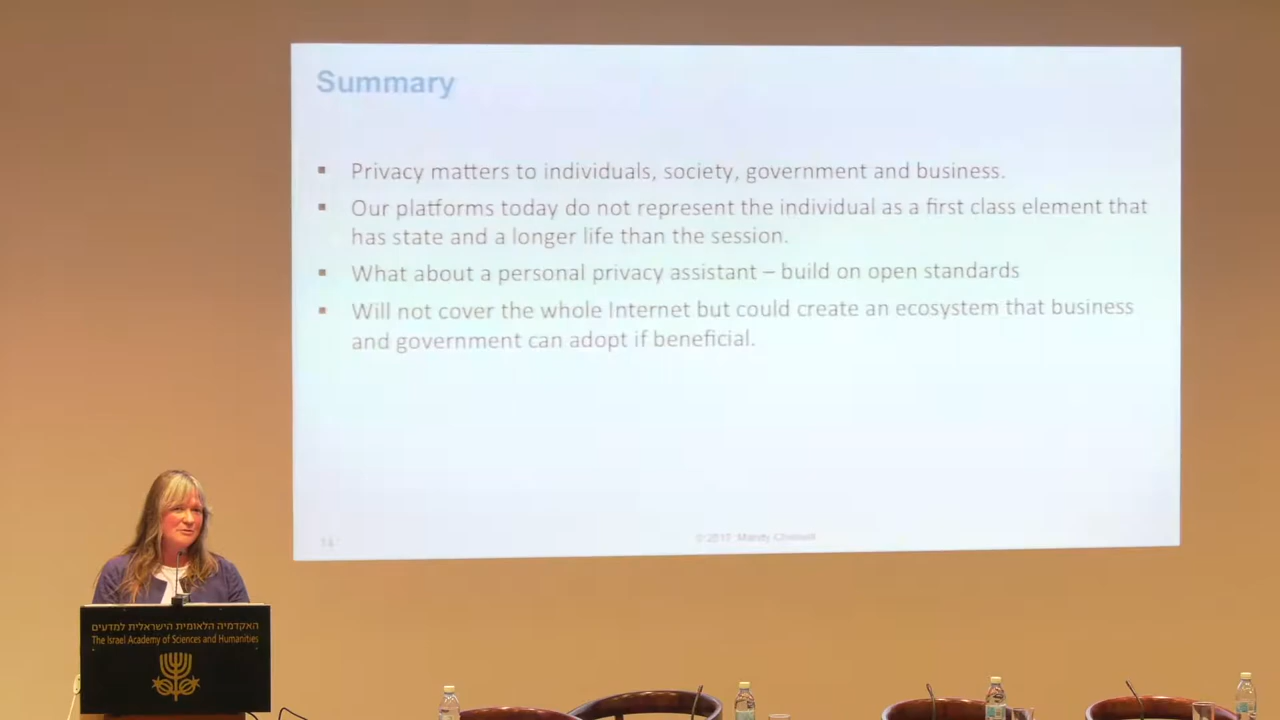 Summary
Privacy matters to individuals, society, government and business.
Our platforms today do not represent the individual as a first class element that
has state and a longer life than the session.
What about a personal privacy assistant – build on open standards
Will not cover the whole Internet but could create an ecosystem that business
and government can adopt if beneficial.
14
האקדמיה הלאומית הישראלית למדעים
The Israel Academy of Sciences and Humanities